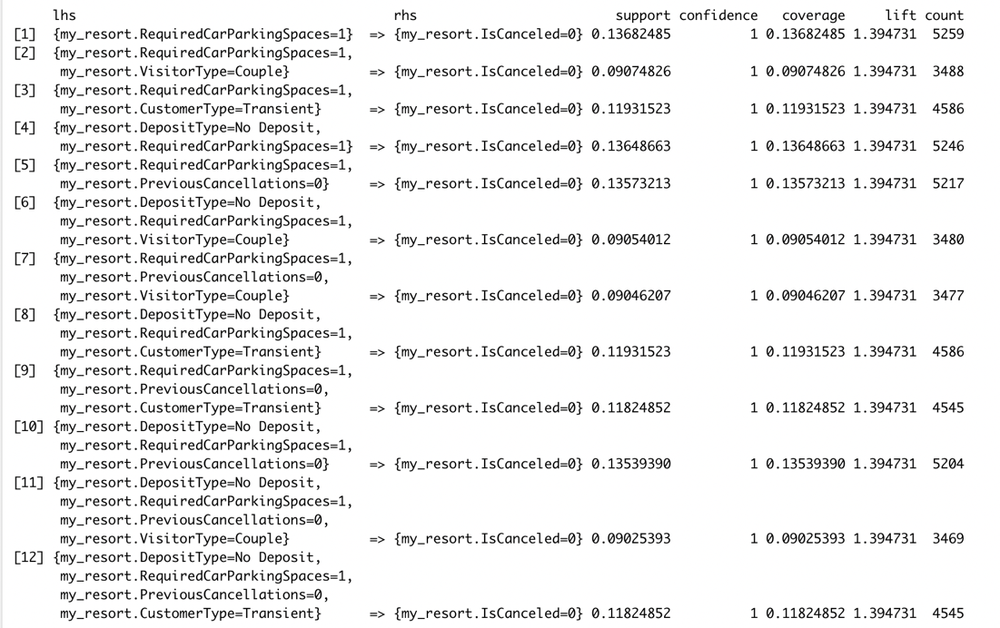 lhs rhs support confidence coverage lift count
[1] {my_resort.RequiredCarParkingSpaces=1} => {my_resort.IsCanceled=0} 0.13682485 1 0.13682485 1.394731 5259
[2] {my_resort.RequiredCarParkingSpaces=1,
my_resort.VisitorType=Couple} => {my_resort.IsCanceled=0} 0.09074826 1 0.09074826 1.394731 3488
[3] {my_resort.RequiredCarParkingSpaces=1,
my_resort.CustomerType=Transient} => {my_resort.IsCanceled=0} 0.11931523 1 0.11931523 1.394731 4586
[4] {my_resort.DepositType=No Deposit,
my_resort.RequiredCarParkingSpaces=1} => {my_resort.IsCanceled=0} 0.13648663 1 0.13648663 1.394731 5246
[5] {my_resort.RequiredCarParkingSpaces=1,
my_resort.PreviousCancellations=0} => {my_resort.IsCanceled=0} 0.13573213 1 0.13573213 1.394731 5217
[6] {my_resort.DepositType=No Deposit,
my_resort.RequiredCarParkingSpaces=1,
my_resort.VisitorType=Couple} => {my_resort.IsCanceled=0} 0.09054012 1 0.09054012 1.394731 3480
[7] {my_resort.RequiredCarParkingSpaces=1,
my_resort.PreviousCancellations=0,
my_resort.VisitorType=Couple} => {my_resort.IsCanceled=0} 0.09046207 1 0.09046207 1.394731 3477
[8] {my_resort.DepositType=No Deposit,
my_resort.RequiredCarParkingSpaces=1,
my_resort.CustomerType=Transient} => {my_resort.IsCanceled=0} 0.11931523 1 0.11931523 1.394731 4586
[9] {my_resort.RequiredCarParkingSpaces=1,
my_resort.PreviousCancellations=0,
my_resort.CustomerType=Transient} => {my_resort.IsCanceled=0} 0.11824852 1 0.11824852 1.394731 4545
[10] {my_resort.DepositType=No Deposit,
my_resort.RequiredCarParkingSpaces=1,
my_resort.PreviousCancellations=0} => {my_resort.IsCanceled=0} 0.13539390 1 0.13539390 1.394731 5204
[11] {my_resort.DepositType=No Deposit,
my_resort.RequiredCarParkingSpaces=1,
my_resort.PreviousCancellations=0,
my_resort.VisitorType=Couple} => {my_resort.IsCanceled=0} 0.09025393 1 0.09025393 1.394731 3469
[12] {my_resort.DepositType=No Deposit,
my_resort.RequiredCarParkingSpaces=1,
my_resort.PreviousCancellations=0,
my_resort.CustomerType=Transient} => {my_resort.IsCanceled=0} 0.11824852 1 0.11824852 1.394731 4545